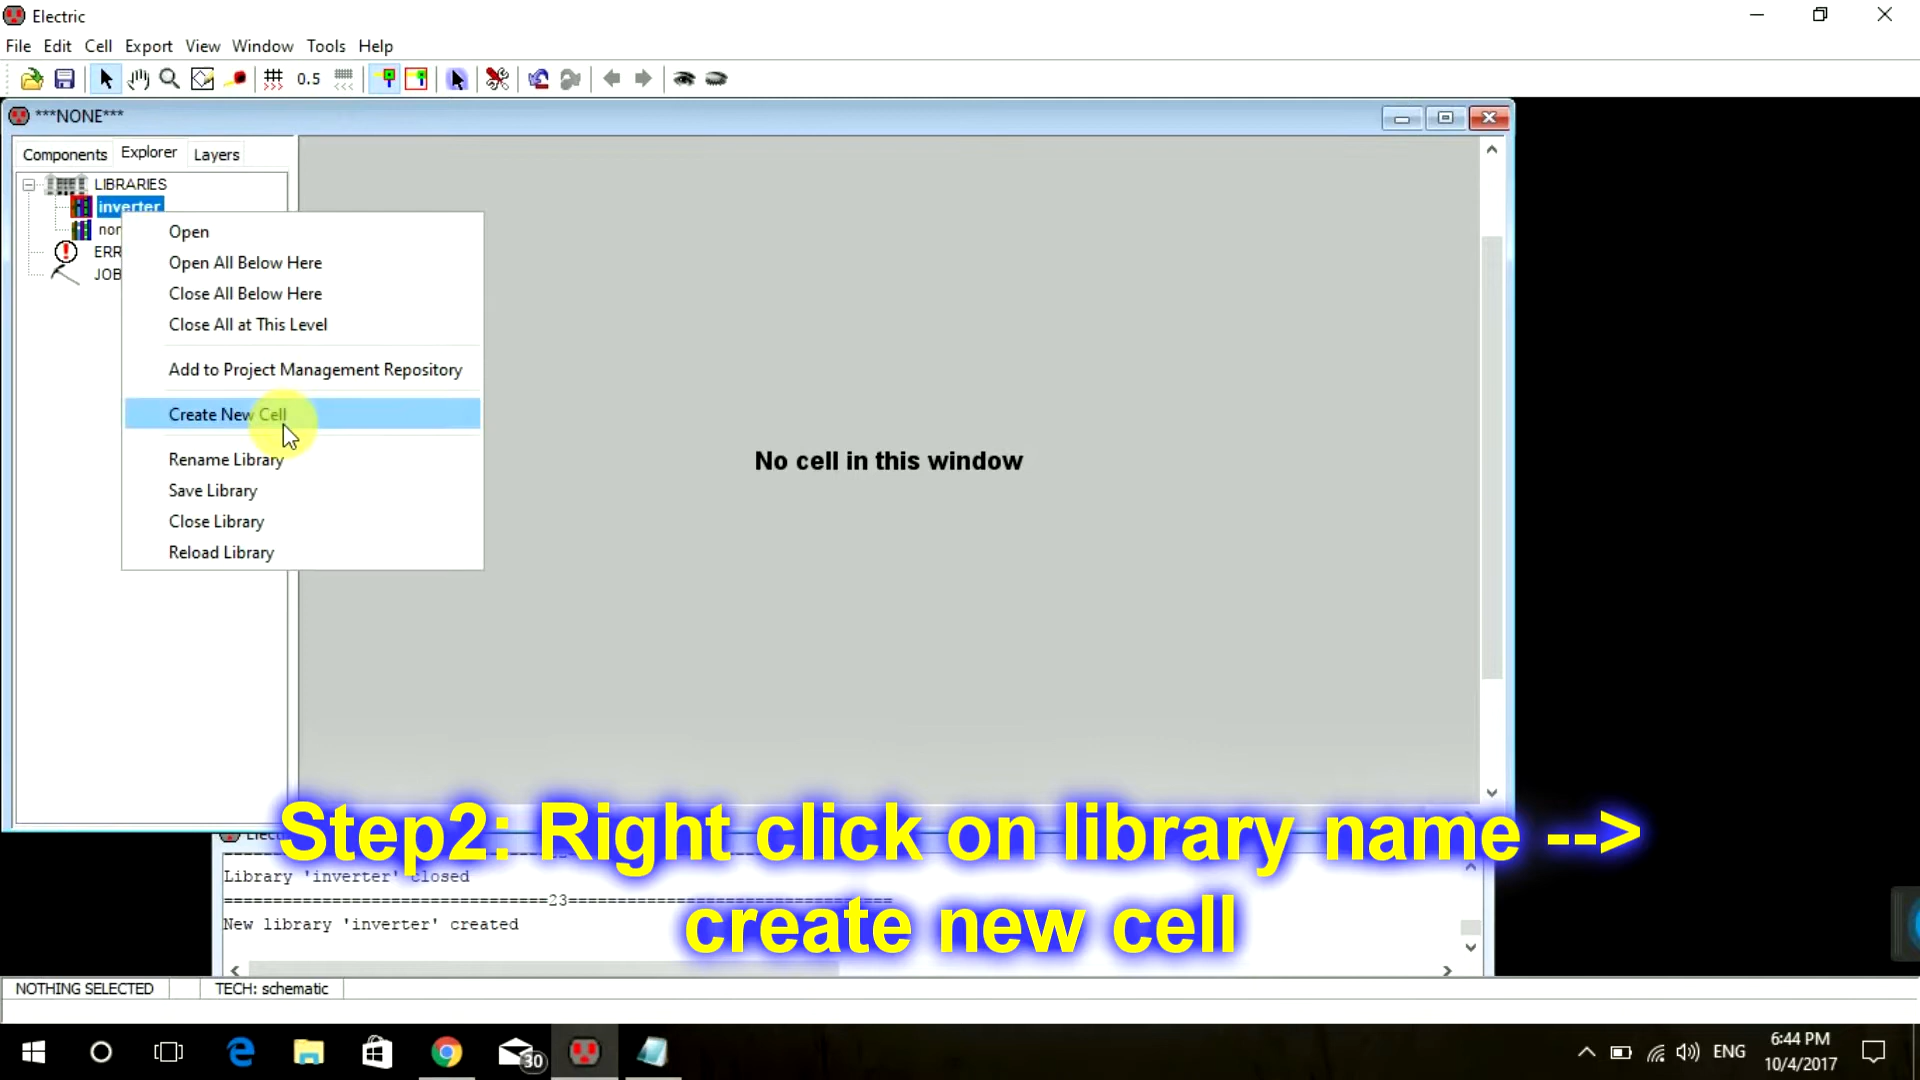 Electric
File Edit Cell Export View Window Tools Help
0.5
***NONE***
Components Explorer Layers
LIBRARIES
inverter
Open
Open All Below Here
Close All Below Here
Close All at This Level
Add to Project Management Repository
Create New Cell
Rename Library
Save Library
Close Library
Reload Library
No cell in this window
Step2: Right click on library name -->
create new cell
Library 'inverter' closed
==================================23==================================
New library 'inverter' created
NOTHING SELECTED TECH: schematic
30
ENG
6:44 PM
10/4/2017